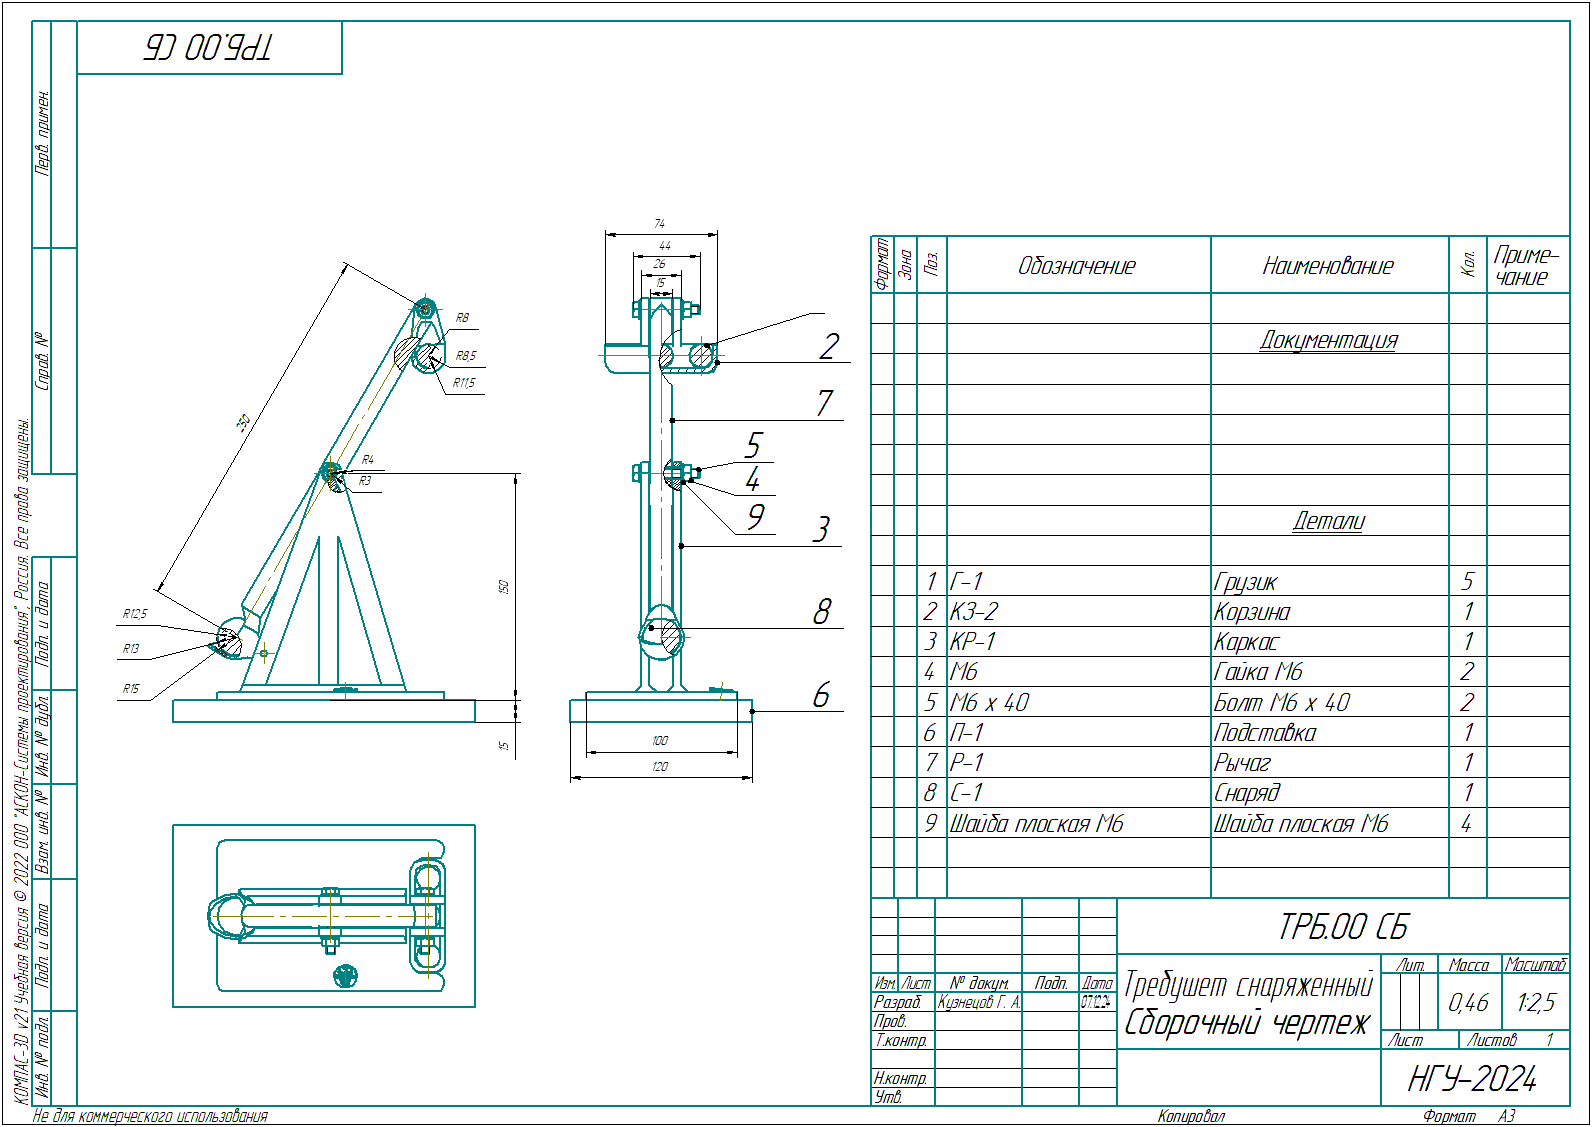 ТРБ.00 СБ
Перв. примен.
Справ. №
Подп. и дата
Инв. № дубл.
Взам. инв. №
Подп. и дата
Инв. № подл.
КОМПАС-3D v21 Учебная версия © 2022 ООО "АСКОН-Системы проектирования", Россия. Все права защищены.
R8
R8,5
R11,5
250
R4
R3
R12,5
R13
R15
150
15
74
44
26
15
2
7
5
4
9
3
8
6
100
120
Формат Зона Поз. Обозначение Наименование Кол. Приме-
чание
Документация
Детали
1 Г-1 Грузик 5
2 КЗ-2 Корзина 1
3 КР-1 Каркас 1
4 М6 Гайка М6 2
5 М6 х 40 Болт М6 х 40 2
6 П-1 Подставка 1
7 Р-1 Рычаг 1
8 С-1 Снаряд 1
9 Шайба плоская М6 Шайба плоская М6 4
ТРБ.00 СБ
Изм. Лист № докум. Подп. Дата
Разраб. Кузнецов Г. А. 07.12.24
Пров.
Т.контр.
Н.контр.
Утв.
Требушет снаряженный
Сборочный чертеж
Лит. Масса Масштаб
0,46 1:2,5
Лист Листов 1
НГУ-2024
Не для коммерческого использования
Копировал
Формат А3